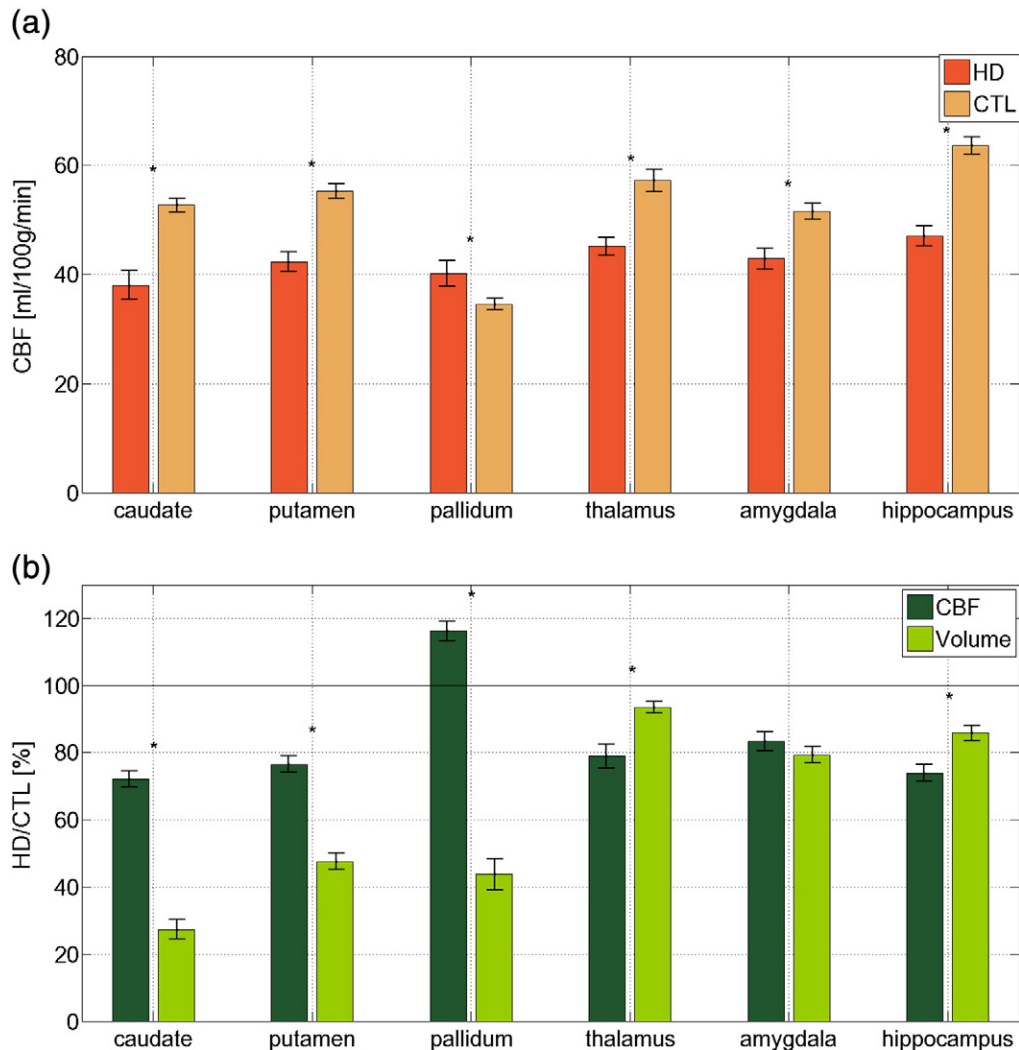 (a)
80
60
40
20
0
CBF [ml/100g/min]
HD
CTL
* * * * * *
caudate putamen pallidum thalamus amygdala hippocampus
(b)
120
100
80
60
40
20
0
HD/CTL [%]
CBF
Volume
* * * * *
caudate putamen pallidum thalamus amygdala hippocampus